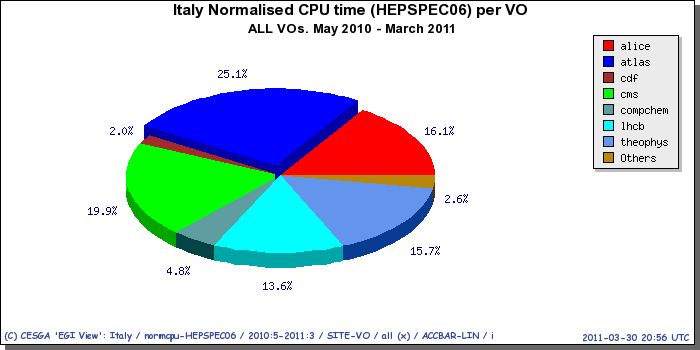 Italy Normalised CPU time (HEPSPEC06) per VO
ALL VOs. May 2010 - March 2011
alice
atlas
cdf
cms
compchem
lhcb
theophys
Others
25.1%
2.0%
16.1%
19.9%
2.6%
4.8%
15.7%
13.6%
(C) CESGA 'EGI View': Italy / normcpu-HEPSPEC06 / 2010:5-2011:3 / SITE-VO / all (x) / ACCBAR-LIN / i
2011-03-30 20:56 UTC